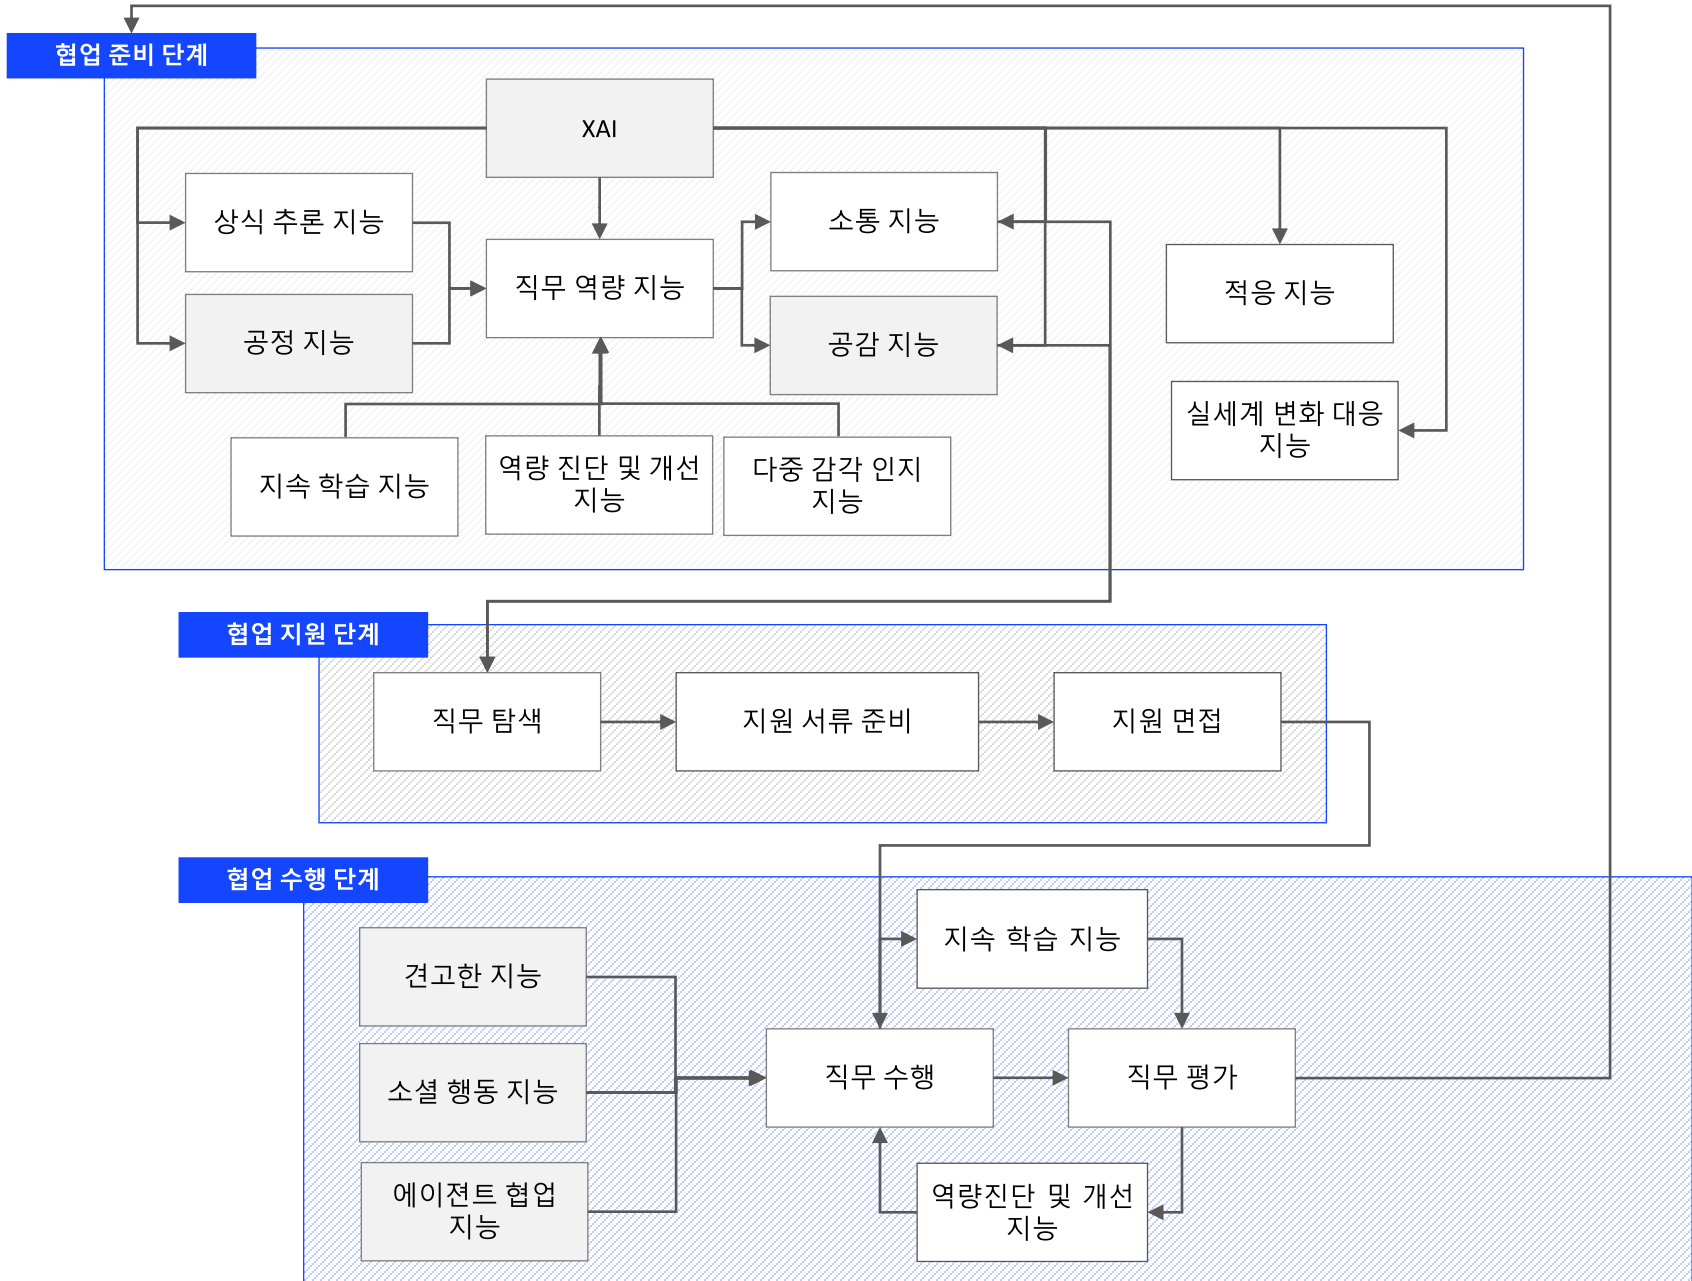 협업 준비 단계
XAI
상식 추론 지능
공정 지능
직무 역량 지능
소통 지능
공감 지능
적응 지능
실세계 변화 대응
지능
지속 학습 지능
역량 진단 및 개선
지능
다중 감각 인지
지능
협업 지원 단계
직무 탐색
지원 서류 준비
지원 면접
협업 수행 단계
견고한 지능
소셜 행동 지능
에이젼트 협업
지능
지속 학습 지능
직무 수행
직무 평가
역량진단 및 개선
지능